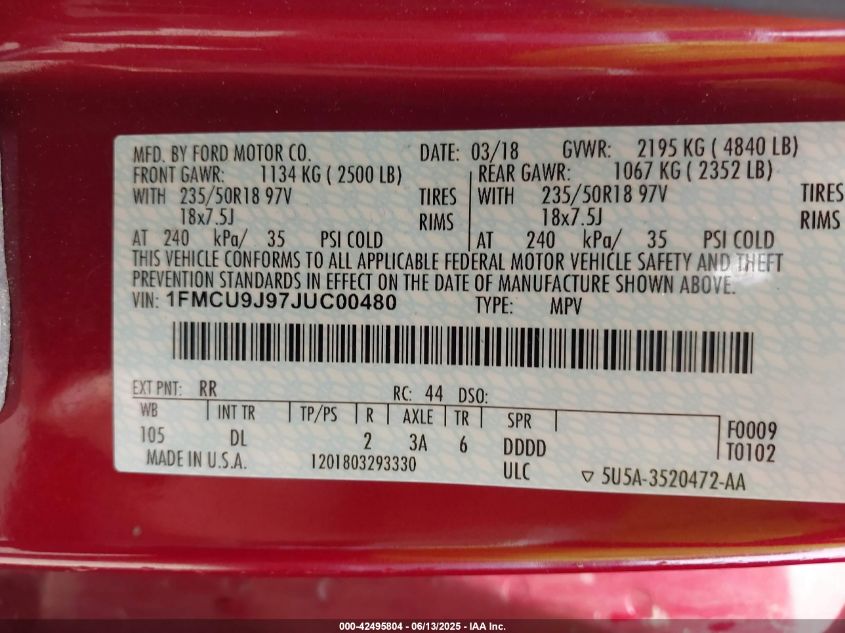 MFD. BY FORD MOTOR CO. DATE: 03/18 GVWR: 2195 KG ( 4840 LB)
FRONT GAWR: 1134 KG ( 2500 LB) REAR GAWR: 1067 KG ( 2352 LB)
WITH 235/50R18 97V TIRES WITH 235/50R18 97V TIRES
18x7.5J RIMS 18x7.5J RIMS
AT 240 kPa/ 35 PSI COLD AT 240 kPa/ 35 PSI COLD
THIS VEHICLE CONFORMS TO ALL APPLICABLE FEDERAL MOTOR VEHICLE SAFETY AND THEFT
PREVENTION STANDARDS IN EFFECT ON THE DATE OF MANUFACTURE SHOWN ABOVE.
VIN: 1FMCU9J97JUC00480 TYPE: MPV
EXT PNT: RR RC: 44 DSO:
WB INT TR TP/PS R AXLE TR SPR F0009
105 DL 2 3A 6 DDDD T0102
MADE IN U.S.A. 1201803293330 ULC ▽ 5U5A-3520472-AA
000-42495804 - 06/13/2025 - IAA Inc.